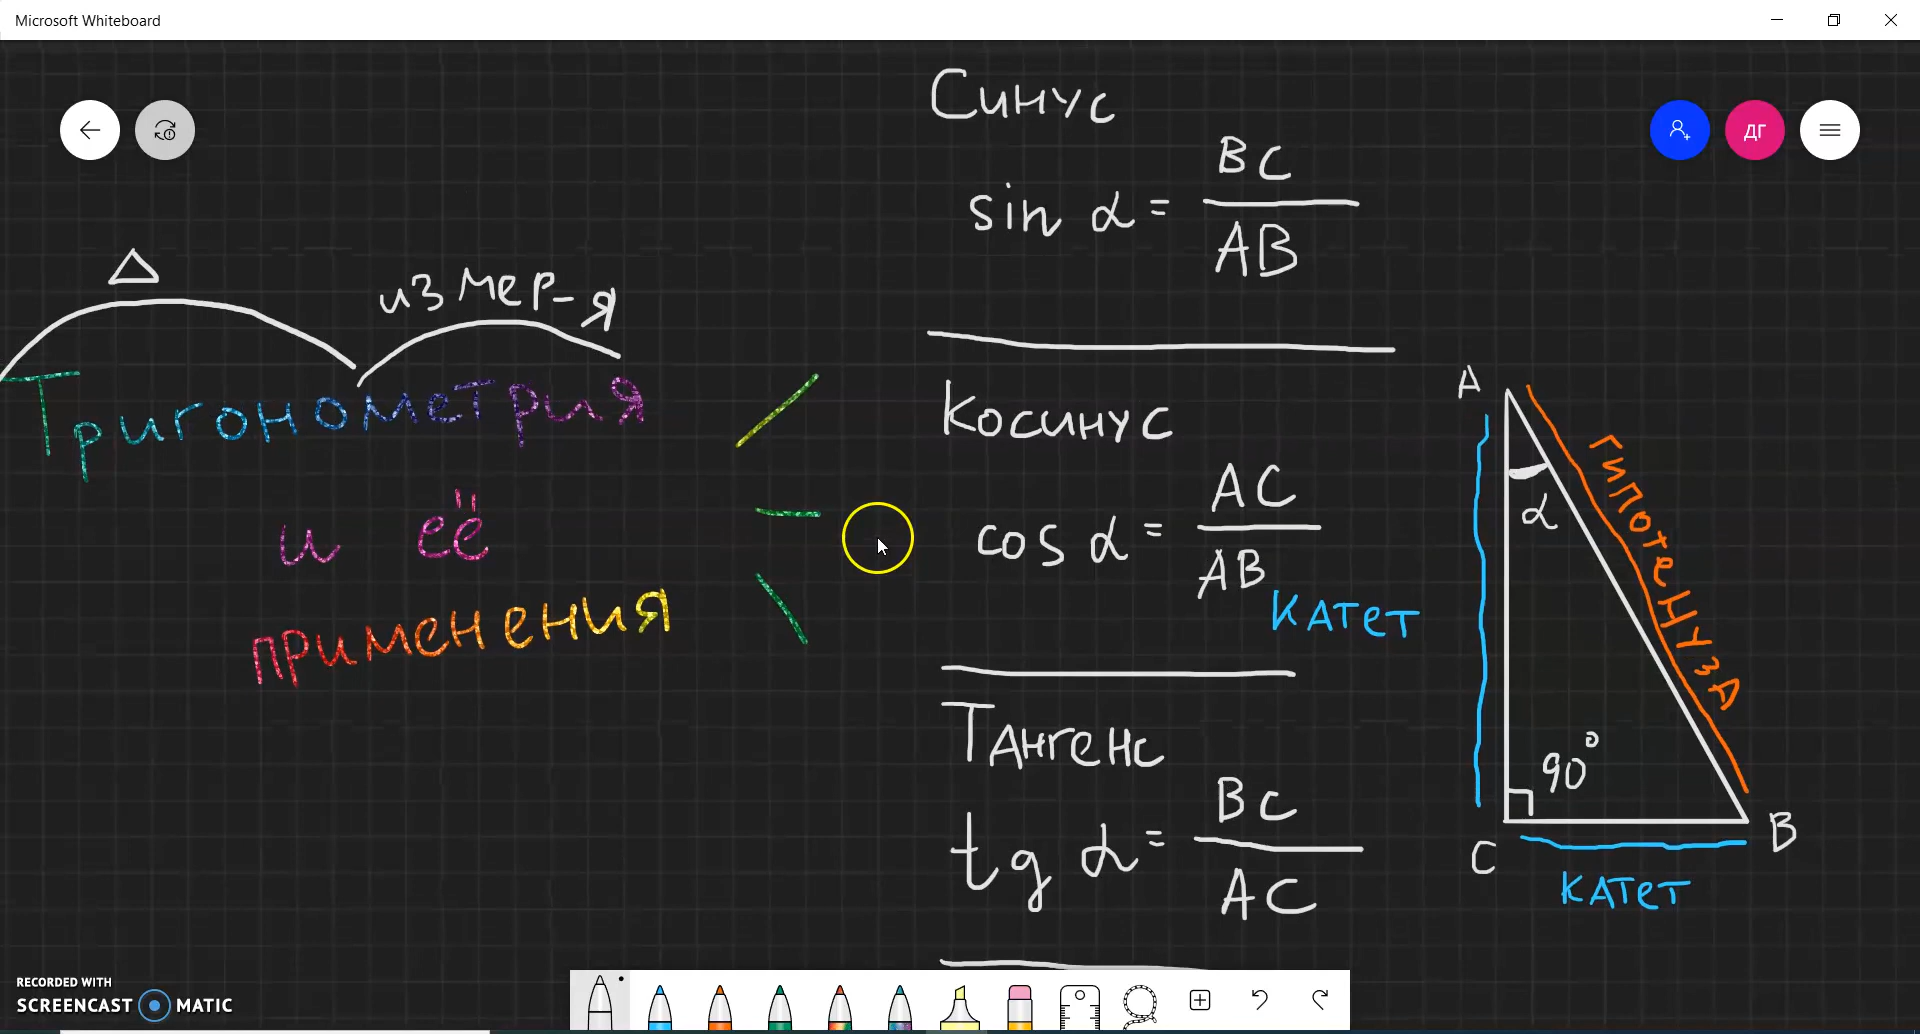 Microsoft Whiteboard
ДГ
△
измер-я
Тригонометрия
и её
применения
Синус
sin α = BC / AB
Косинус
cos α = AC / AB
Тангенс
tg α = BC / AC
A
α
гипотенуза
катет
90°
C
B
катет
RECORDED WITH
SCREENCAST MATIC